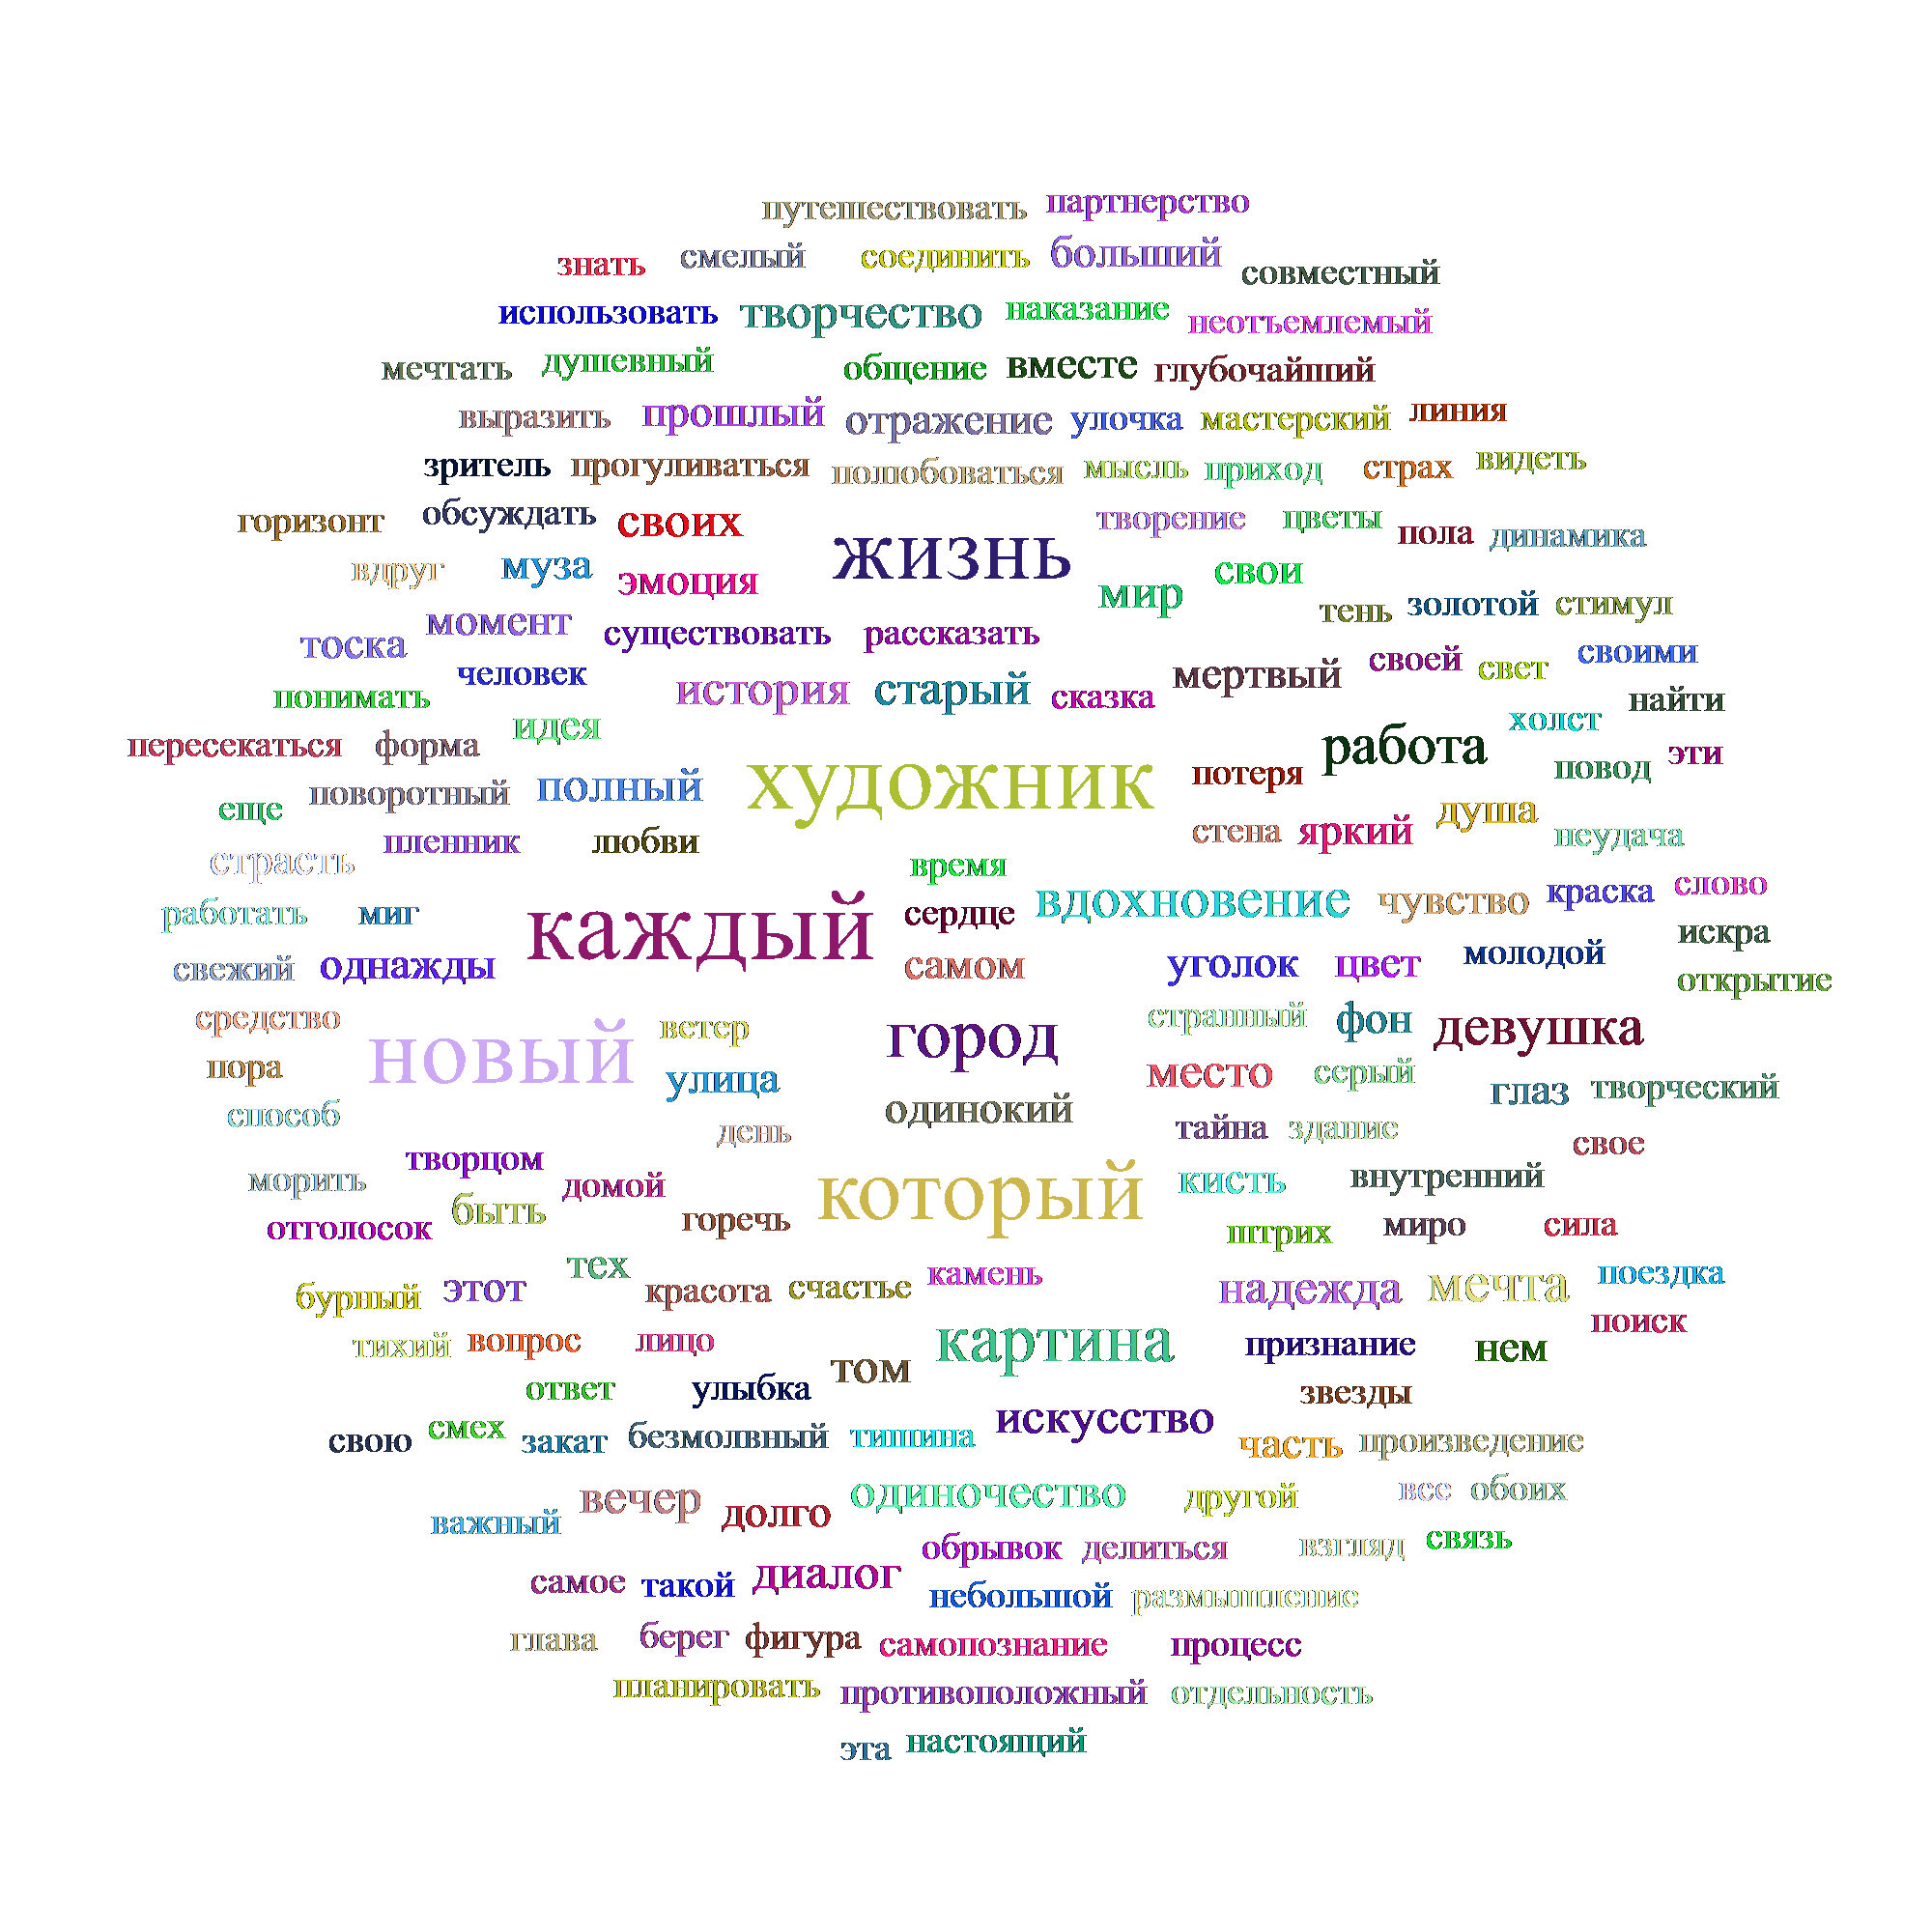 путешествовать партнерство
знать смелый соединить больший совместный
использовать творчество наказание неотъемлемый
мечтать душевный общение вместе глубочайший
выразить прошлый отражение улочка мастерский линия
зритель прогуливаться полюбоваться мысль приход страх видеть
горизонт обсуждать своих жизнь творение цветы пола динамика
вдруг муза эмоция мир свои тень золотой стимул
тоска момент существовать рассказать
понимать человек история старый сказка мертвый своей свет своими
пересекаться форма идея художник потеря работа холст найти
еще поворотный полный повод эти
страсть пленник любви время стена яркий душа неудача
работать миг каждый сердце вдохновение чувство краска слово
свежий однажды самом уголок цвет молодой искра открытие
средство новый ветер город странный фон девушка
пора улица место серый глаз творческий
способ день одинокий тайна здание свое
морить творцом домой который кисть внутренний
отголосок быть горечь штрих миро сила
бурный этот тех красота счастье камень надежда мечта поездка
тихий вопрос лицо картина признание нем поиск
ответ улыбка том звезды
свою смех закат безмолвный тишина искусство часть произведение
важный вечер долго одиночество другой все обоих
обрывок делиться взгляд связь
самое такой диалог небольшой размышление
глава берег фигура самопознание процесс
планировать противоположный отдельность
эта настоящий